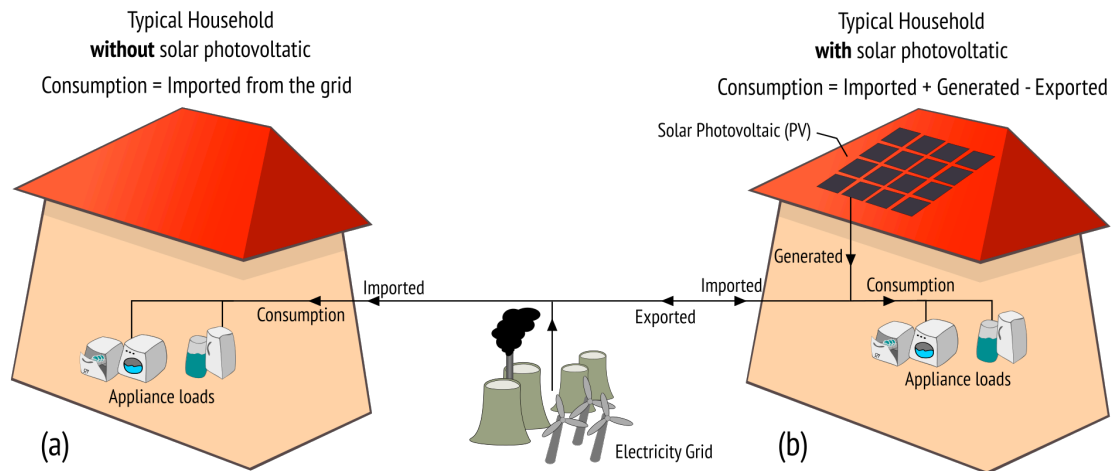 Typical Household
without solar photovoltatic
Consumption = Imported from the grid
Typical Household
with solar photovoltatic
Consumption = Imported + Generated - Exported
Solar Photovoltaic (PV)
Generated
Imported
Consumption
Imported
Exported
Consumption
Appliance loads
Appliance loads
Electricity Grid
(a)
(b)